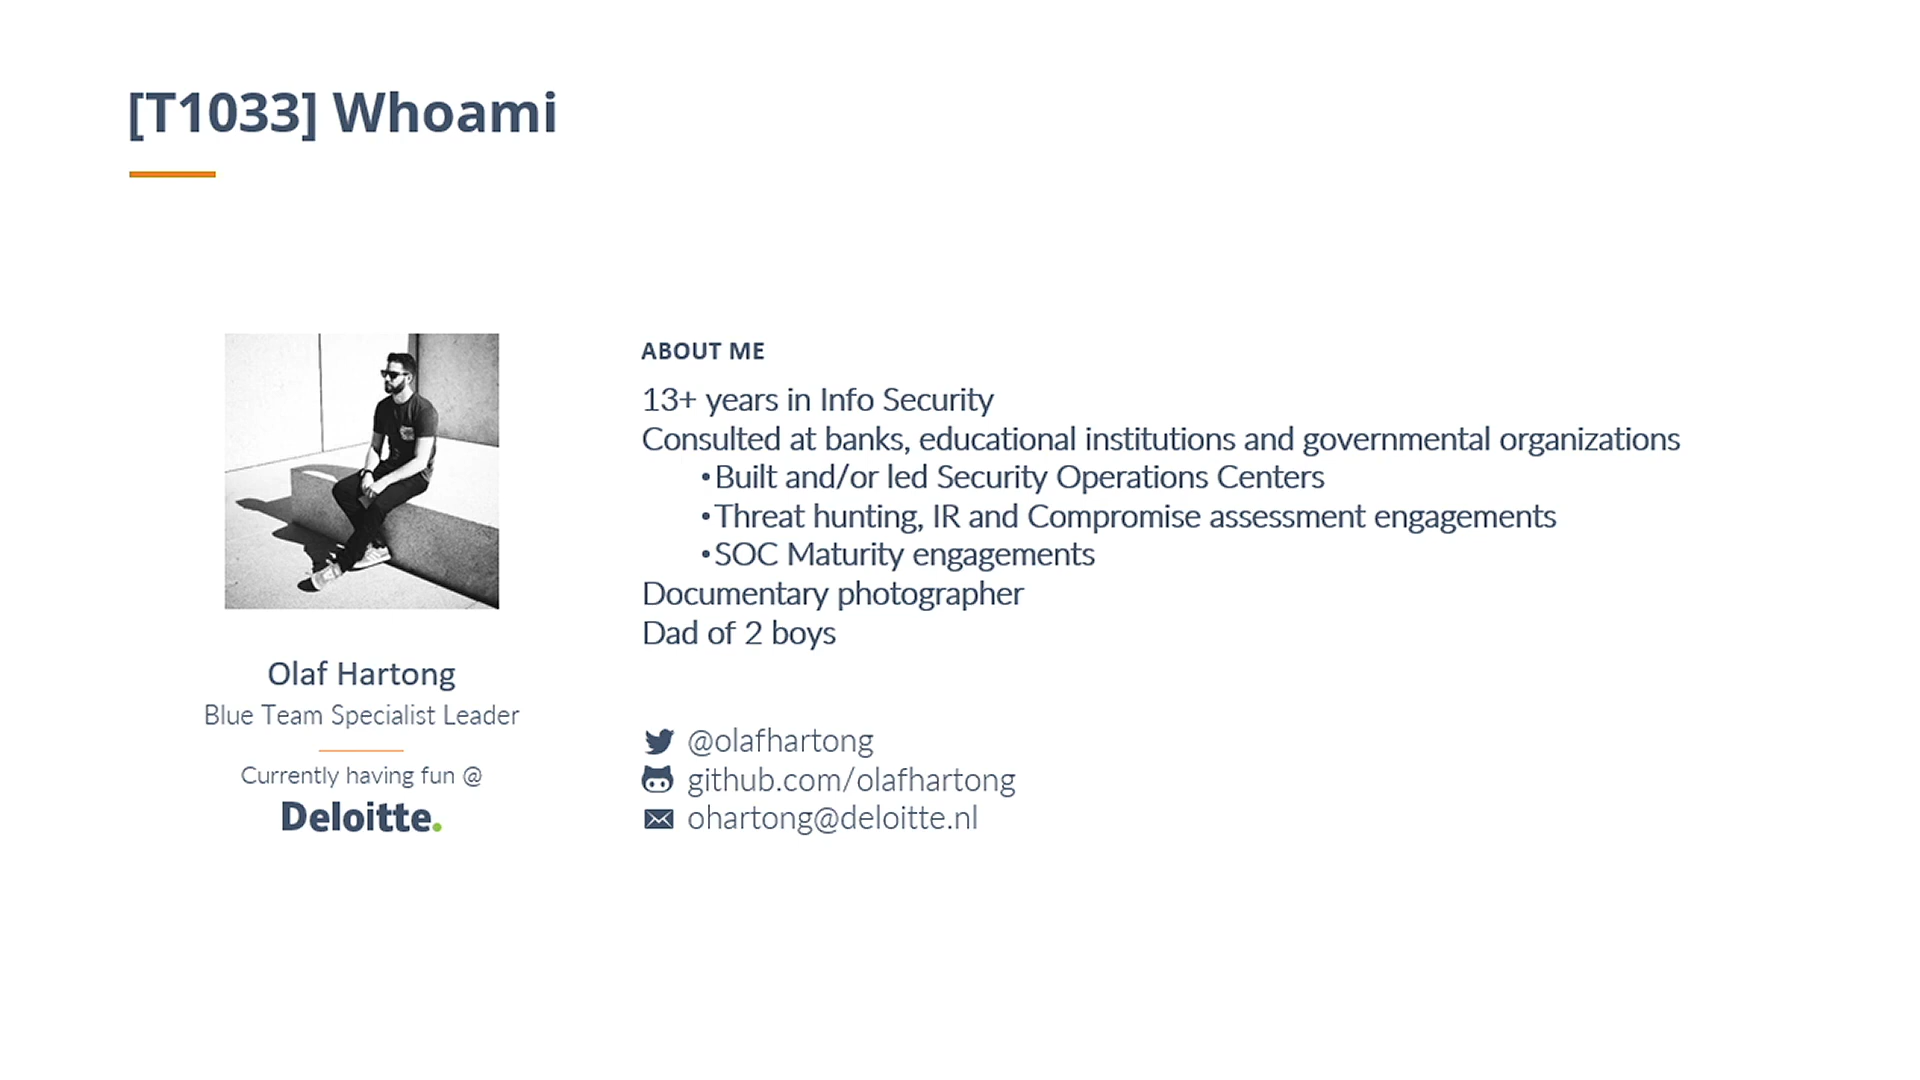 [T1033] Whoami
Olaf Hartong
Blue Team Specialist Leader
Currently having fun @
Deloitte.
ABOUT ME
13+ years in Info Security
Consulted at banks, educational institutions and governmental organizations
•Built and/or led Security Operations Centers
•Threat hunting, IR and Compromise assessment engagements
•SOC Maturity engagements
Documentary photographer
Dad of 2 boys
@olafhartong
github.com/olafhartong
ohartong@deloitte.nl